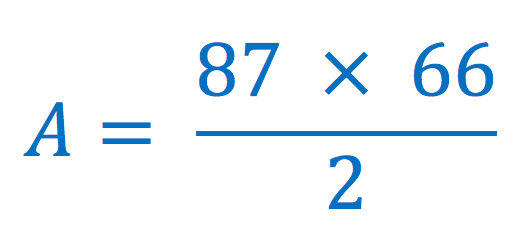 A = 87 × 66 / 2